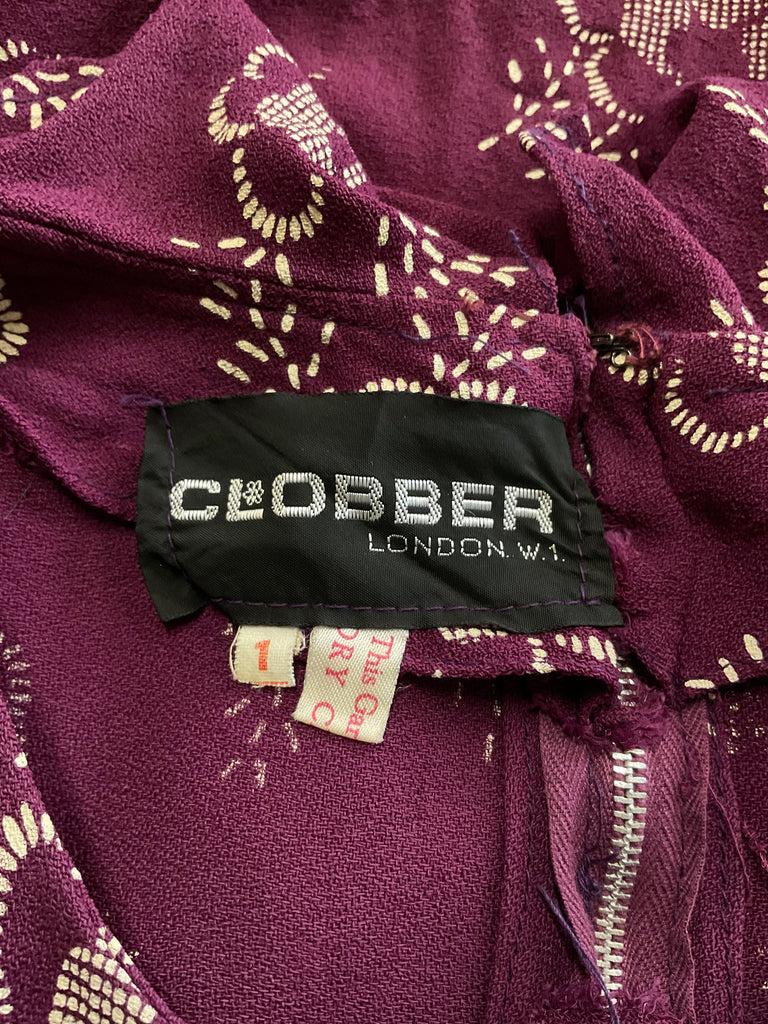 CLOBBER
LONDON. W.1.
1
This Gar
DRY C